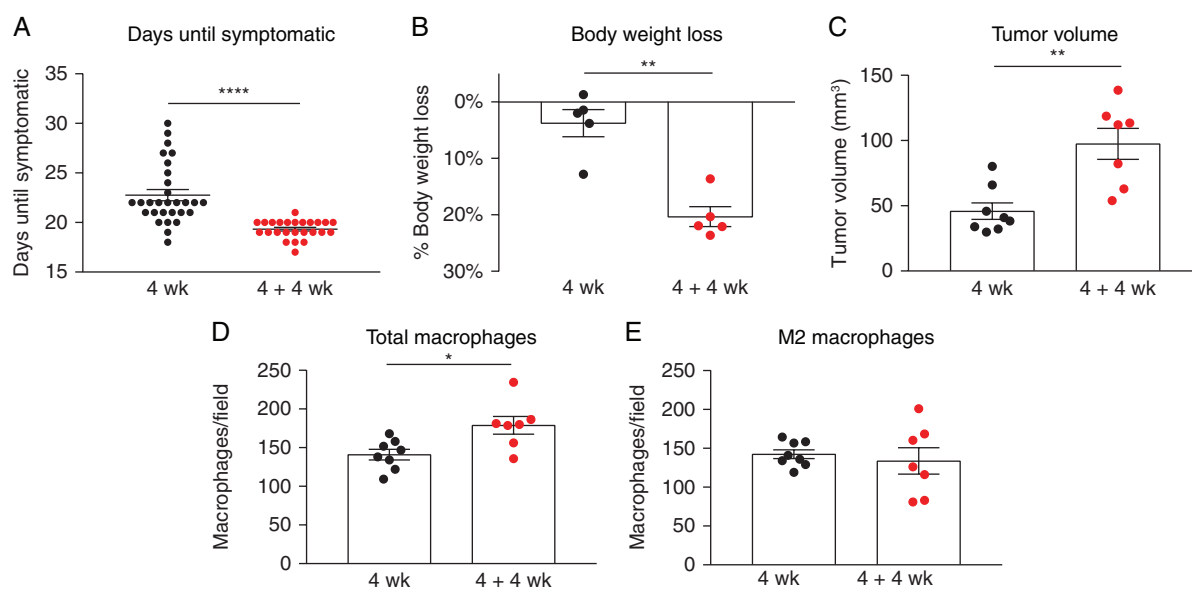 A
Days until symptomatic
Days until symptomatic
35
30
25
20
15
****
4 wk
4 + 4 wk
B
Body weight loss
% Body weight loss
0%
10%
20%
30%
**
4 wk
4 + 4 wk
C
Tumor volume
Tumor volume (mm³)
150
100
50
0
**
4 wk
4 + 4 wk
D
Total macrophages
Macrophages/field
250
200
150
100
50
0
*
4 wk
4 + 4 wk
E
M2 macrophages
Macrophages/field
250
200
150
100
50
0
4 wk
4 + 4 wk